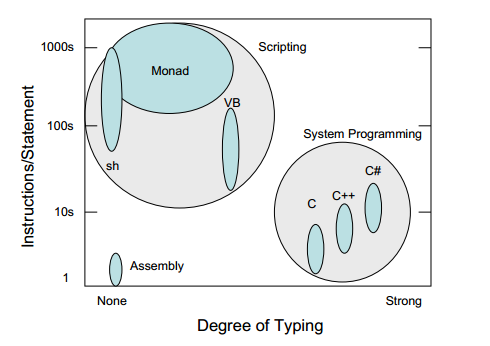 1000s
Scripting
Monad
VB
100s
System Programming
sh
C#
C++
C
10s
Assembly
1
None
Strong
Degree of Typing
Instructions/Statement